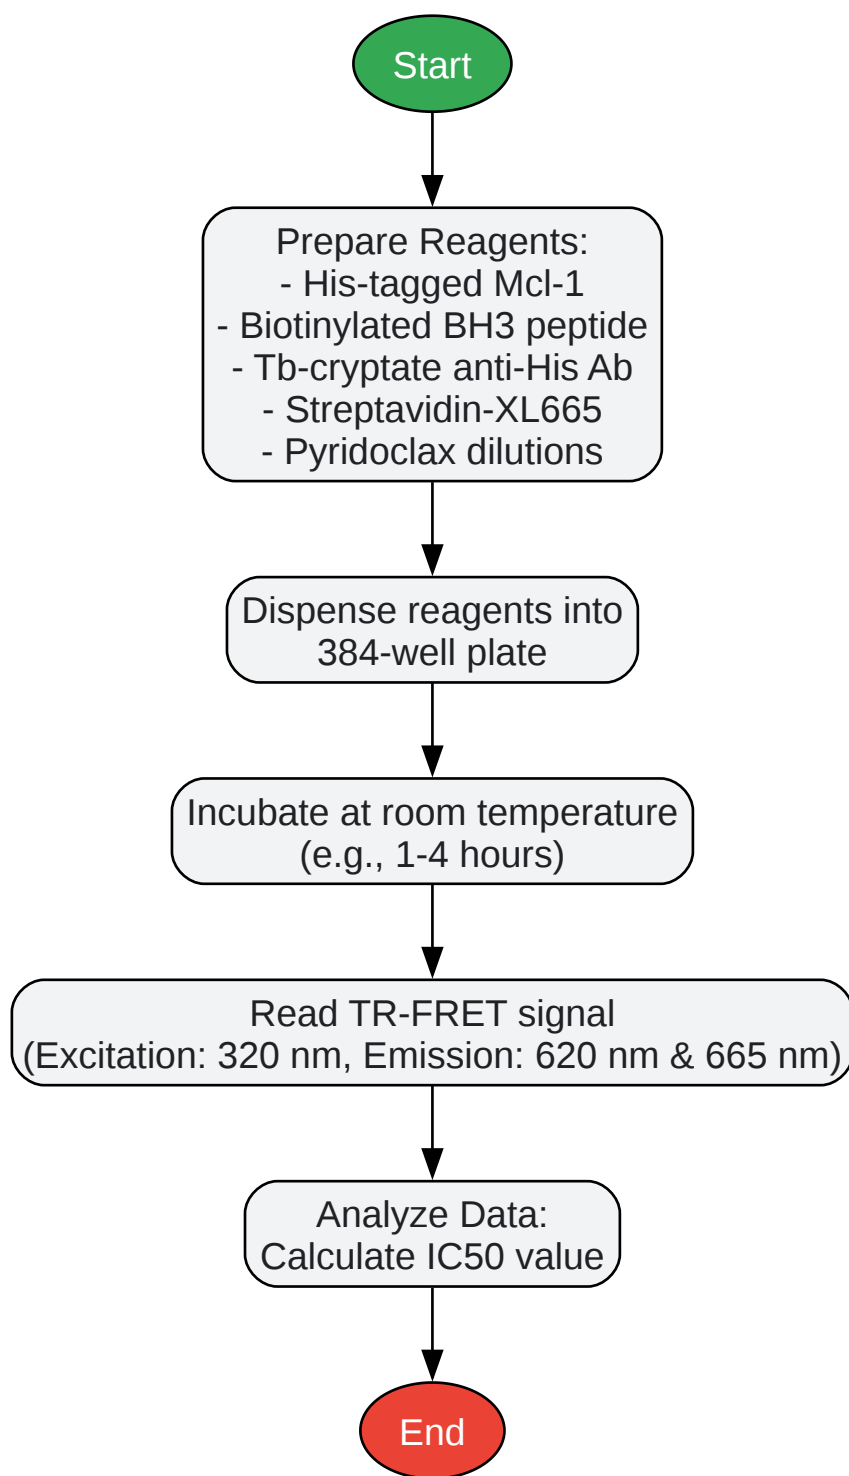 Start
Prepare Reagents:
- His-tagged Mcl-1
- Biotinylated BH3 peptide
- Tb-cryptate anti-His Ab
- Streptavidin-XL665
- Pyridoclax dilutions
Dispense reagents into
384-well plate
Incubate at room temperature
(e.g., 1-4 hours)
Read TR-FRET signal
(Excitation: 320 nm, Emission: 620 nm & 665 nm)
Analyze Data:
Calculate IC50 value
End